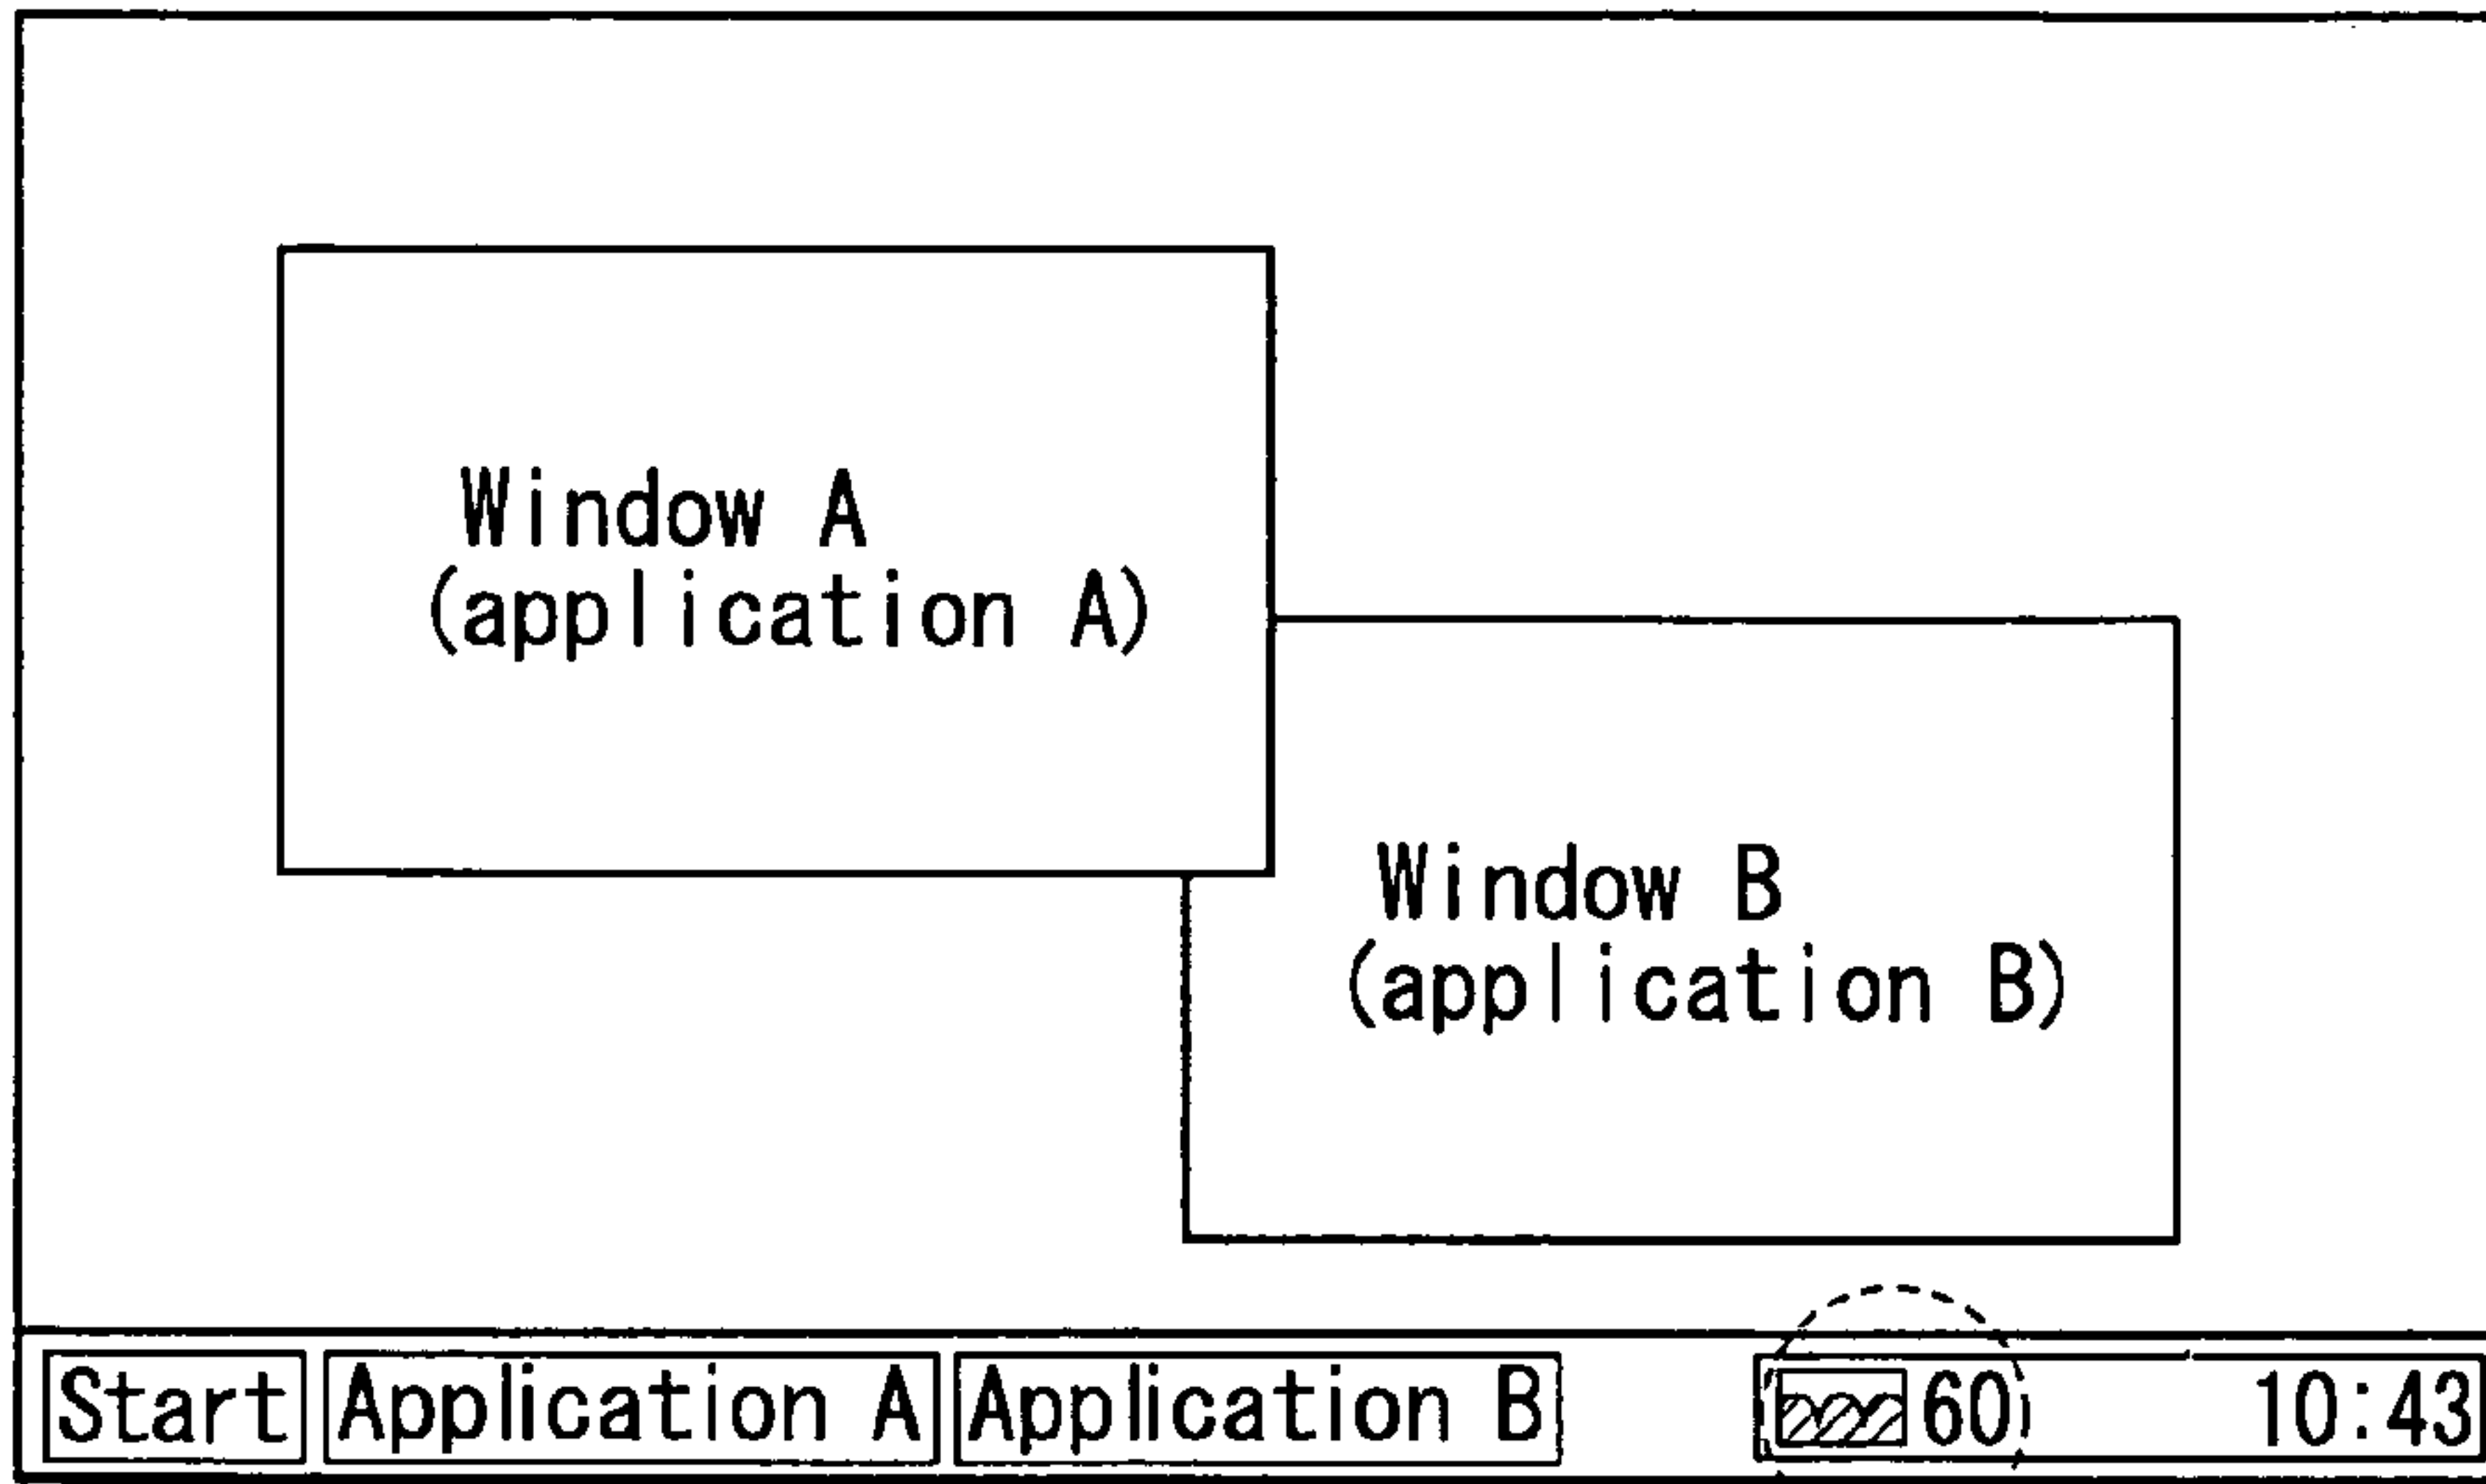 Window A
(application A)
Window B
(application B)
Start Application A Application B 60 10:43